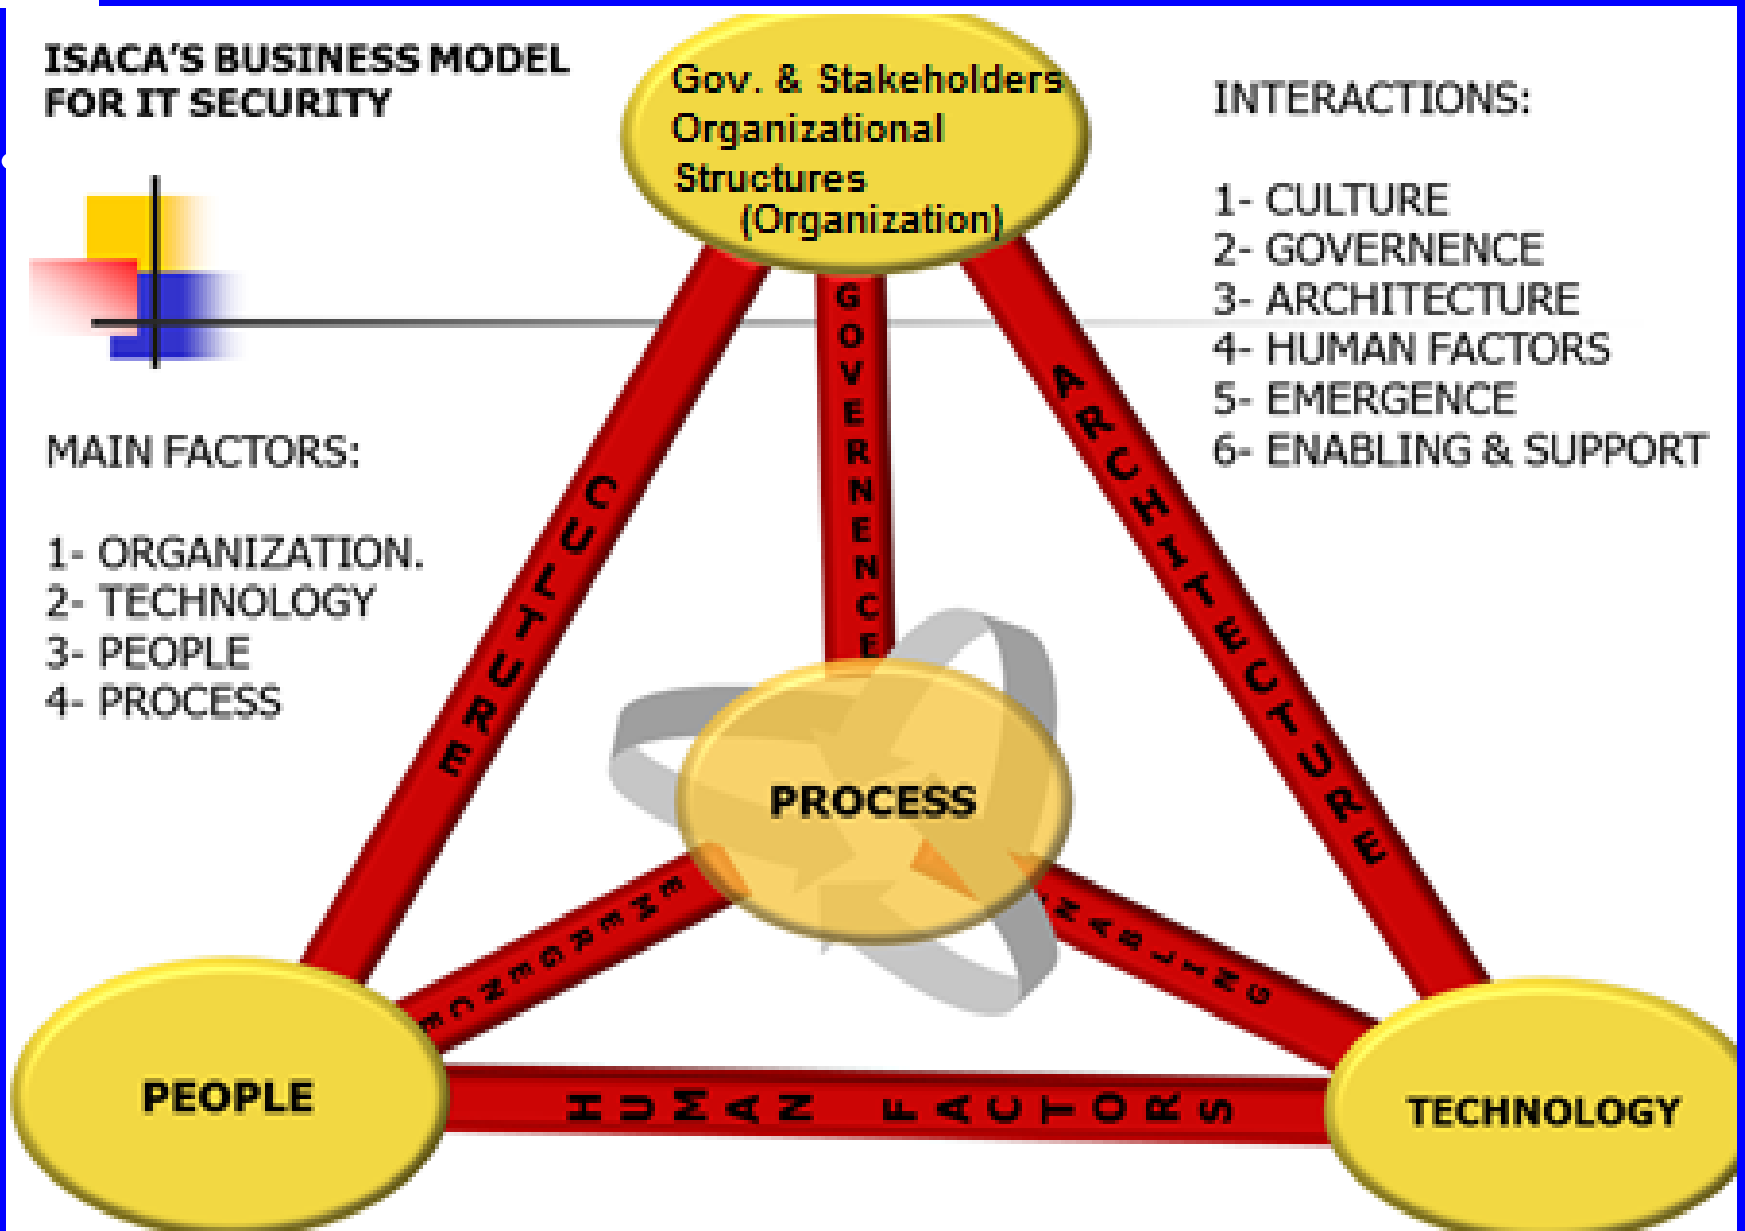 ISACA'S BUSINESS MODEL
FOR IT SECURITY
Gov. & Stakeholders
Organizational
Structures
(Organization)
INTERACTIONS:
1- CULTURE
2- GOVERNENCE
3- ARCHITECTURE
4- HUMAN FACTORS
5- EMERGENCE
6- ENABLING & SUPPORT
MAIN FACTORS:
1- ORGANIZATION.
2- TECHNOLOGY
3- PEOPLE
4- PROCESS
CULTURE
GOVERNENCE
ARCHITECTURE
PROCESS
EMERGENCE
PEOPLE
HUMAN FACTORS
TECHNOLOGY